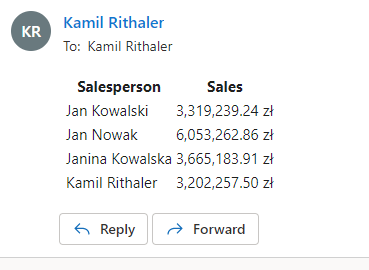 KR
Kamil Rithaler
To: Kamil Rithaler
Salesperson Sales
Jan Kowalski 3,319,239.24 zł
Jan Nowak 6,053,262.86 zł
Janina Kowalska 3,665,183.91 zł
Kamil Rithaler 3,202,257.50 zł
Reply Forward